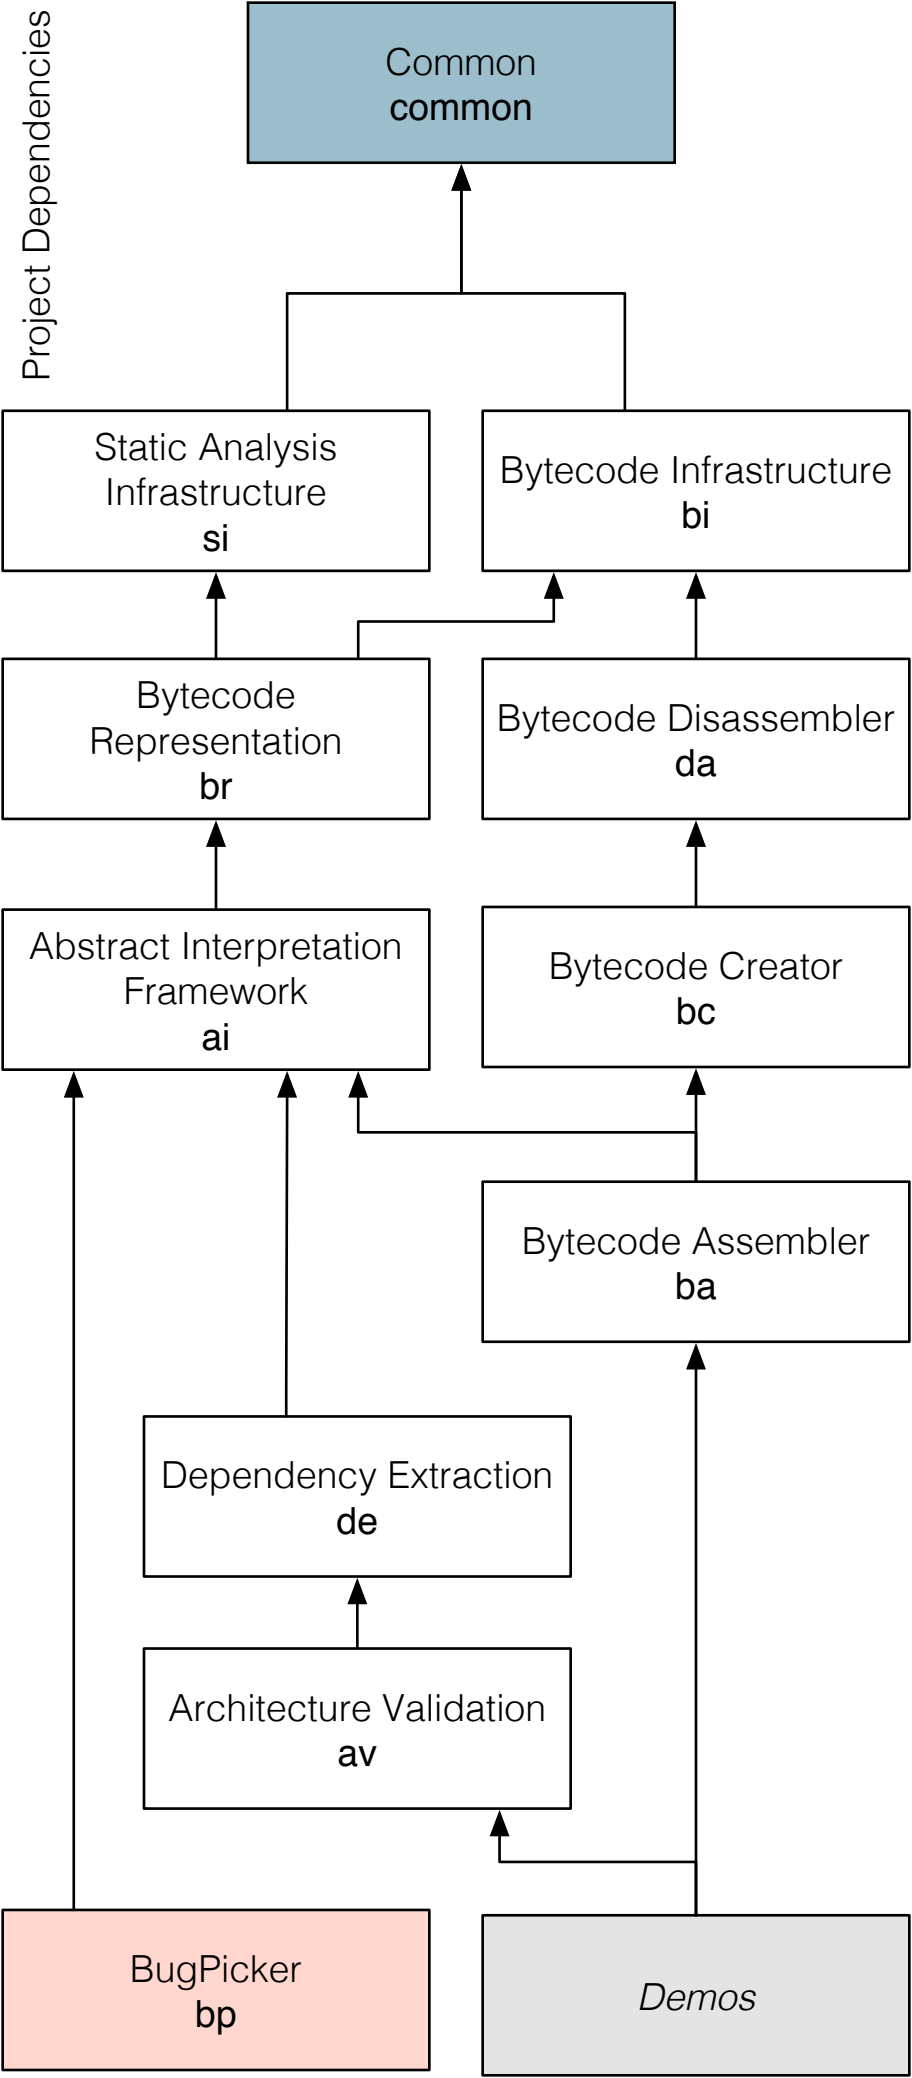 Project Dependencies
Common
common
Static Analysis
Infrastructure
si
Bytecode Infrastructure
bi
Bytecode
Representation
br
Bytecode Disassembler
da
Abstract Interpretation
Framework
ai
Bytecode Creator
bc
Bytecode Assembler
ba
Dependency Extraction
de
Architecture Validation
av
BugPicker
bp
Demos